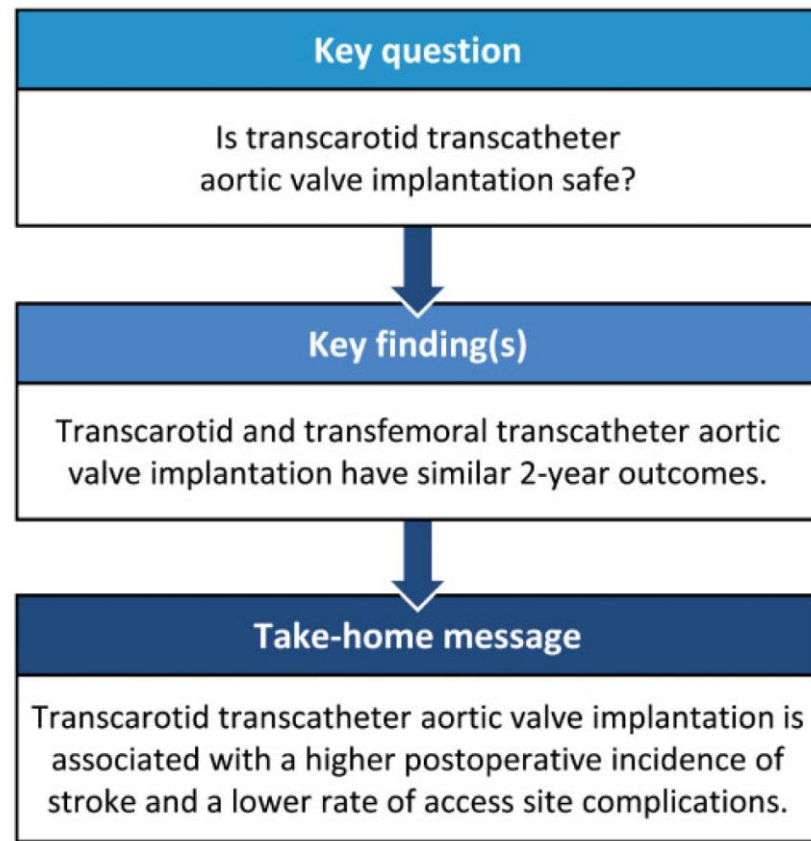 Key question
Is transcarotid transcatheter
aortic valve implantation safe?
Key finding(s)
Transcarotid and transfemoral transcatheter aortic
valve implantation have similar 2-year outcomes.
Take-home message
Transcarotid transcatheter aortic valve implantation is
associated with a higher postoperative incidence of
stroke and a lower rate of access site complications.